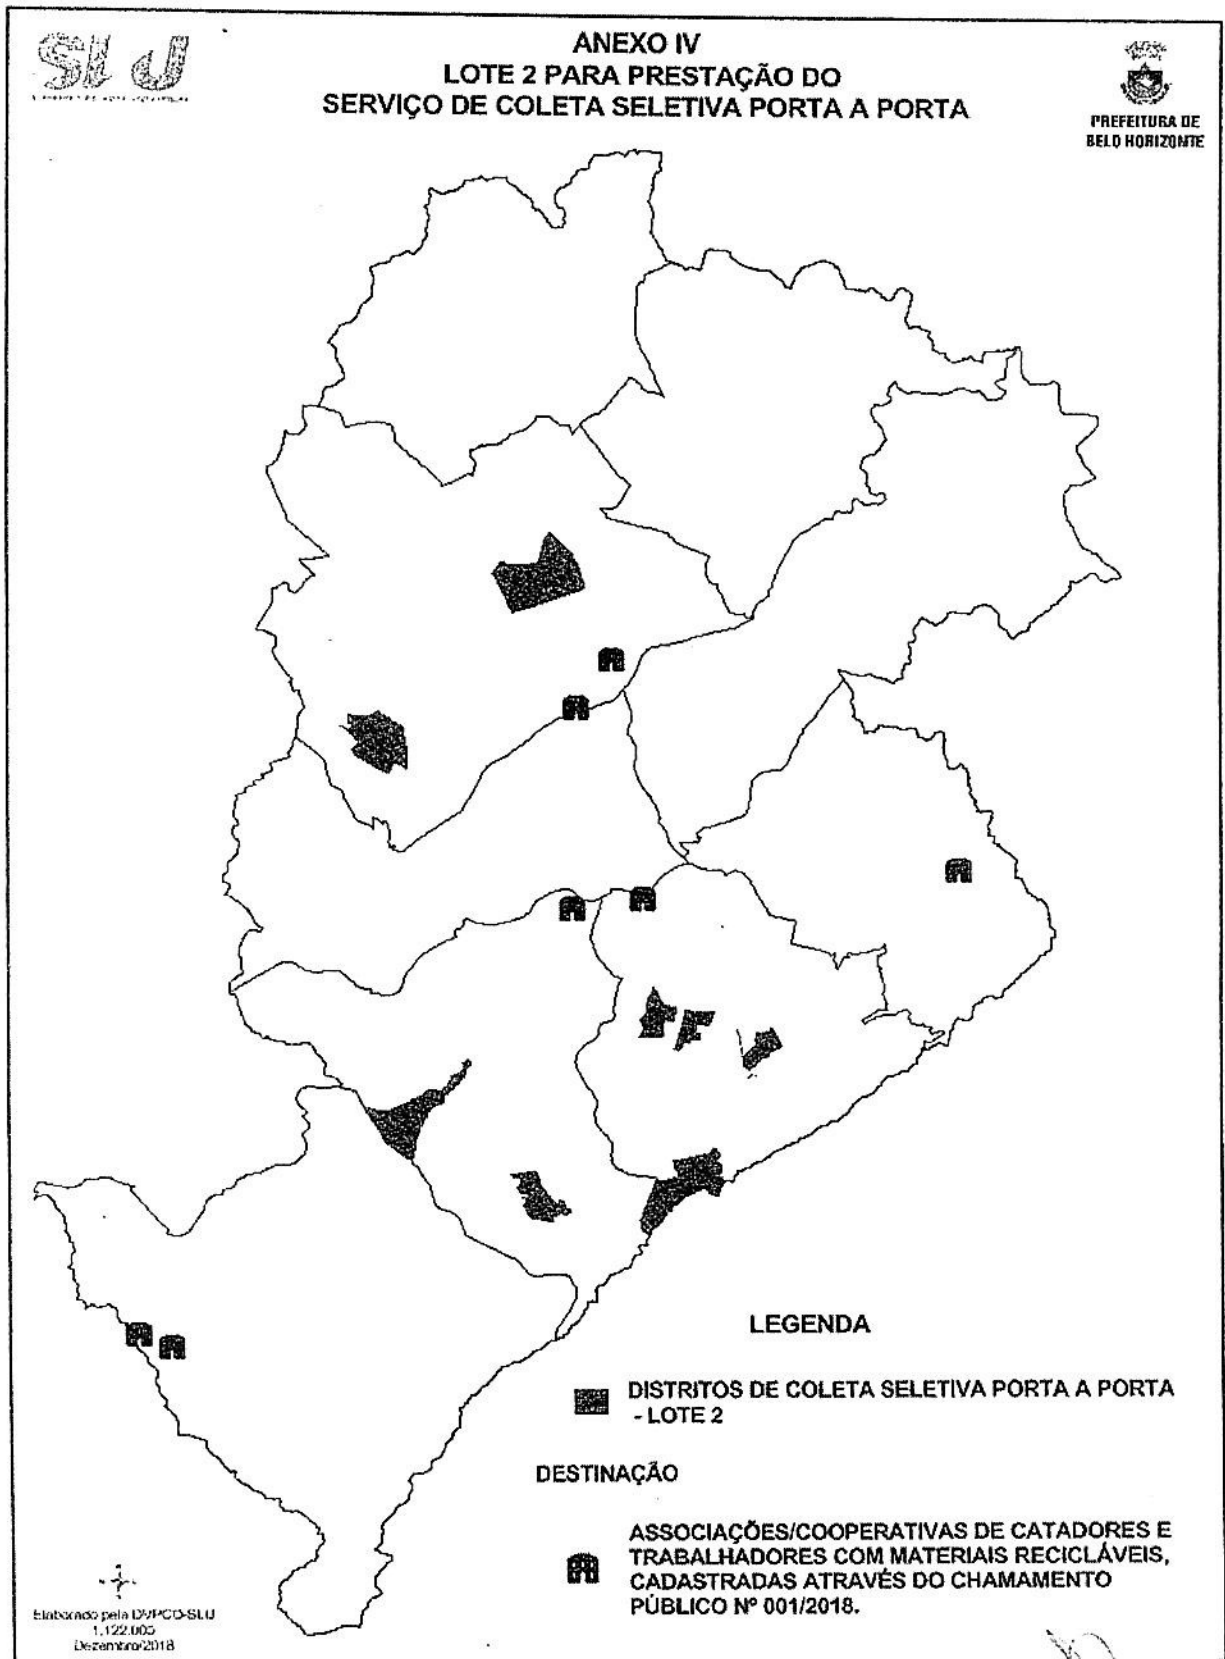 ANEXO IV
LOTE 2 PARA PRESTAÇÃO DO
SERVIÇO DE COLETA SELETIVA PORTA A PORTA
PREFEITURA DE
BELO HORIZONTE
LEGENDA
DISTRITOS DE COLETA SELETIVA PORTA A PORTA
- LOTE 2
DESTINAÇÃO
ASSOCIAÇÕES/COOPERATIVAS DE CATADORES E
TRABALHADORES COM MATERIAIS RECICLÁVEIS,
CADASTRADAS ATRAVÉS DO CHAMAMENTO
PÚBLICO Nº 001/2018.
Elaborado pela DVPCO-SLU
Dezembro/2018